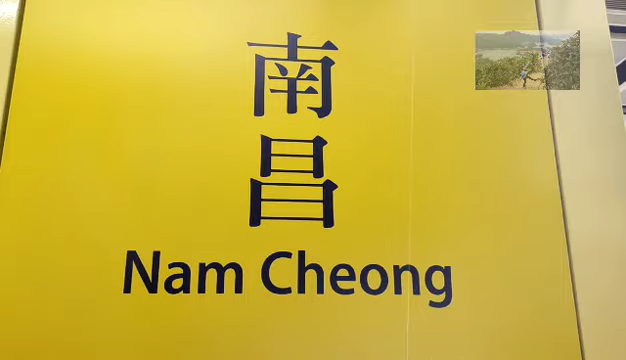 南
昌
Nam Cheong